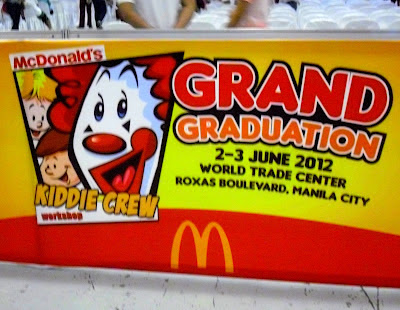 McDonald's
KIDDIE CREW
workshop
GRAND
GRADUATION
2-3 JUNE 2012
WORLD TRADE CENTER
ROXAS BOULEVARD, MANILA CITY